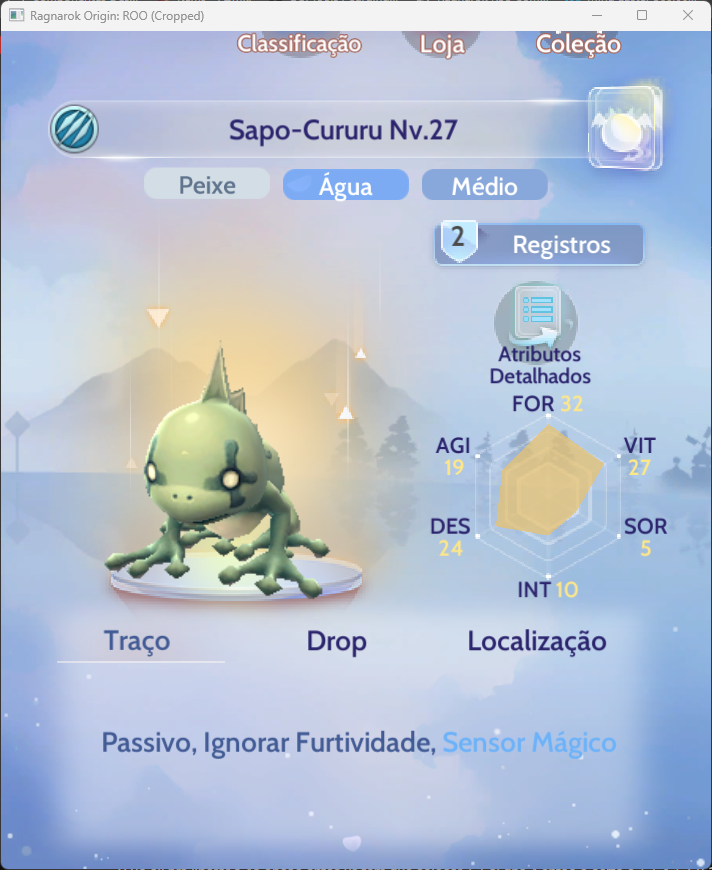 Ragnarok Origin: ROO (Cropped)
Classificação
Loja
Coleção
Sapo-Cururu Nv.27
Peixe
Água
Médio
2
Registros
Atributos
Detalhados
FOR 32
AGI
19
VIT
27
DES
24
SOR
5
INT 10
Traço
Drop
Localização
Passivo, Ignorar Furtividade, Sensor Mágico